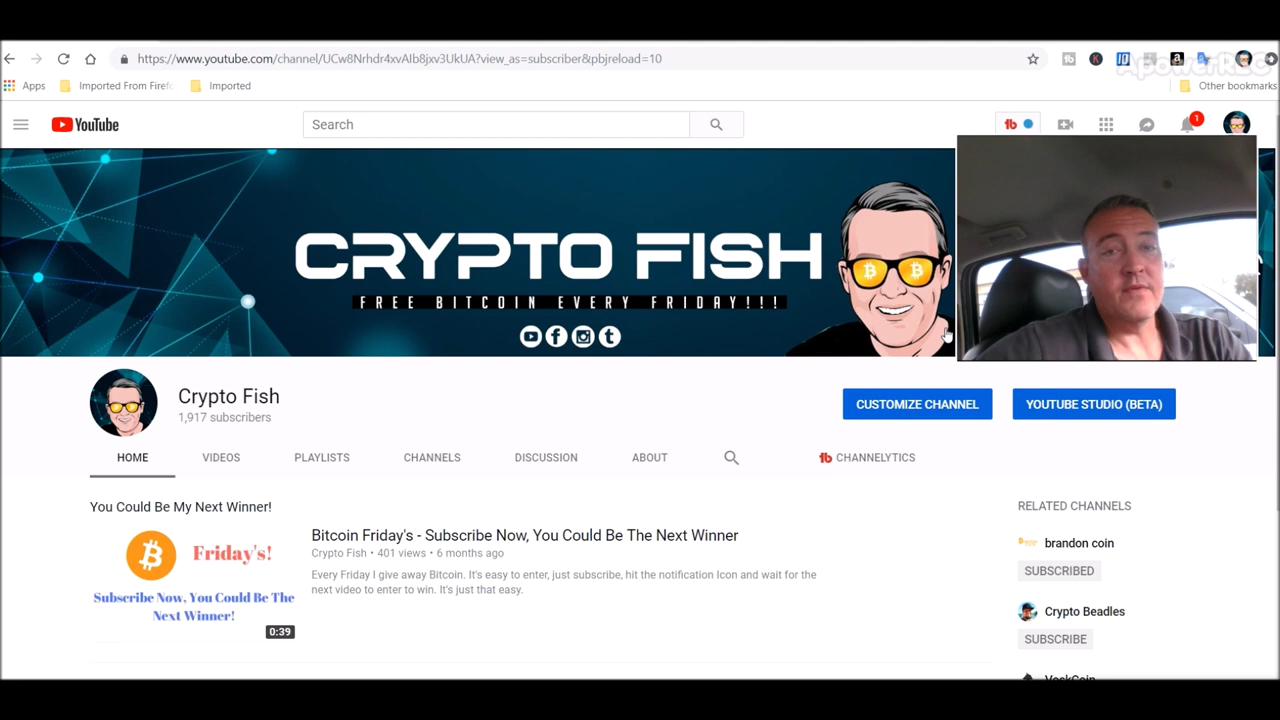 https://www.youtube.com/channel/UCw8Nrhdr4xvAIb8jxv3UkUA?view_as=subscriber&pbjreload=10
ApowerREC
Apps Imported From Firef Imported Other bookmarks
YouTube Search 1
CRYPTO FISH
FREE BITCOIN EVERY FRIDAY!!!
Crypto Fish
1,917 subscribers
CUSTOMIZE CHANNEL YOUTUBE STUDIO (BETA)
HOME VIDEOS PLAYLISTS CHANNELS DISCUSSION ABOUT CHANNELYTICS
You Could Be My Next Winner!
Friday's!
Subscribe Now, You Could Be The
Next Winner!
0:39
Bitcoin Friday's - Subscribe Now, You Could Be The Next Winner
Crypto Fish • 401 views • 6 months ago
Every Friday I give away Bitcoin. It's easy to enter, just subscribe, hit the notification Icon and wait for the
next video to enter to win. It's just that easy.
RELATED CHANNELS
brandon coin
SUBSCRIBED
Crypto Beadles
SUBSCRIBE
VoskCoin